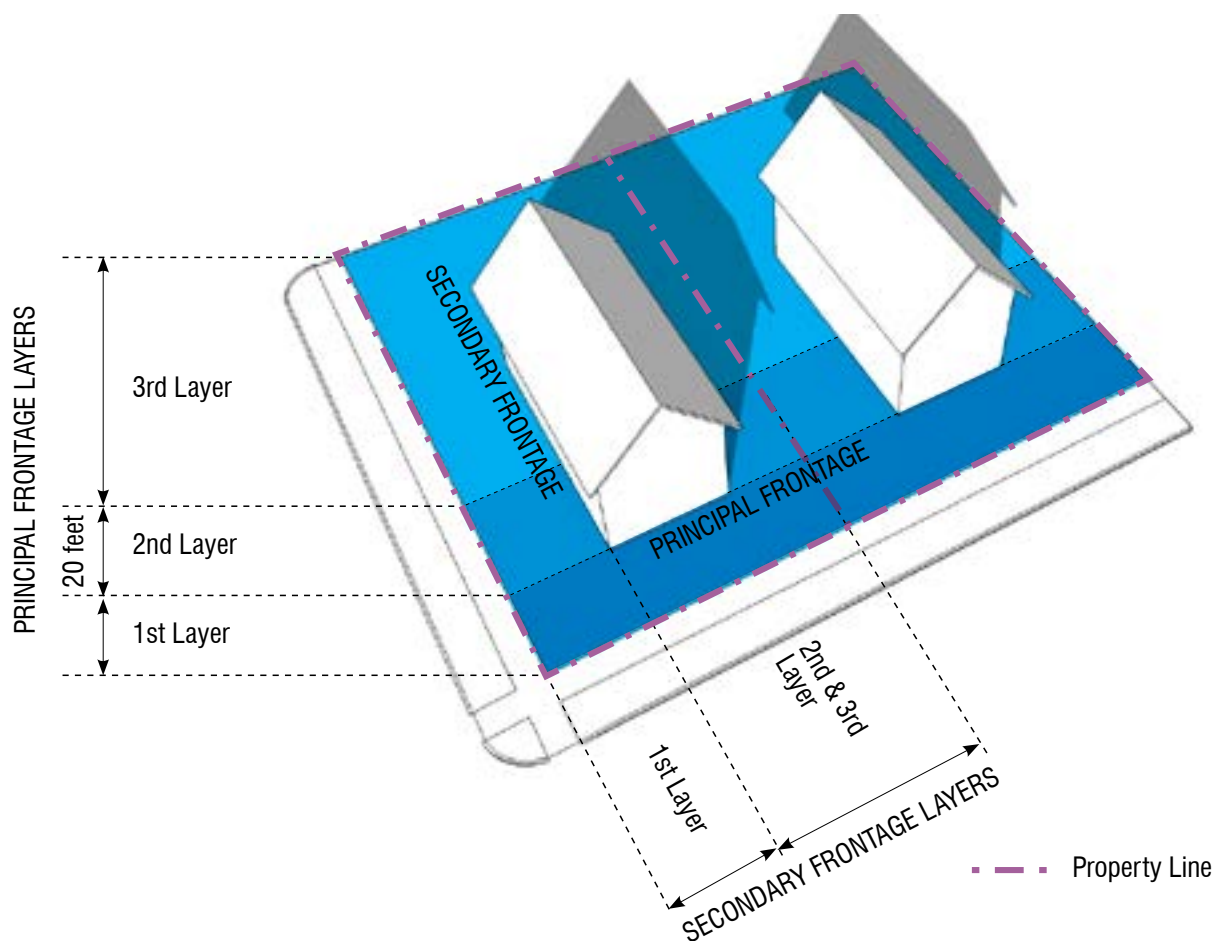 PRINCIPAL FRONTAGE LAYERS
3rd Layer
20 feet
2nd Layer
1st Layer
SECONDARY FRONTAGE
PRINCIPAL FRONTAGE
2nd & 3rd
Layer
1st Layer
SECONDARY FRONTAGE LAYERS
Property Line